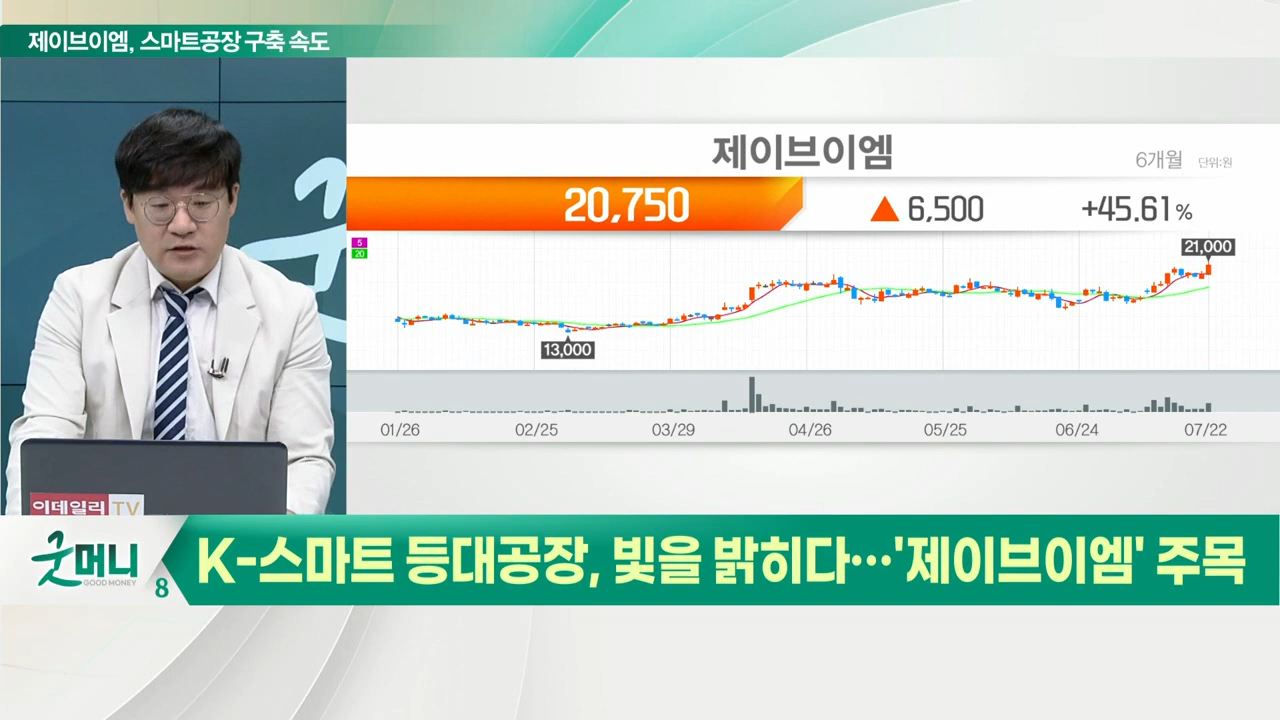 제이브이엠, 스마트공장 구축 속도
제이브이엠
6개월 단위:원
20,750 ▲ 6,500 +45.61%
5
20
21,000
13,000
01/26 02/25 03/29 04/26 05/25 06/24 07/22
이데일리 TV
굿머니
GOOD MONEY
8
K-스마트 등대공장, 빛을 밝히다…'제이브이엠' 주목